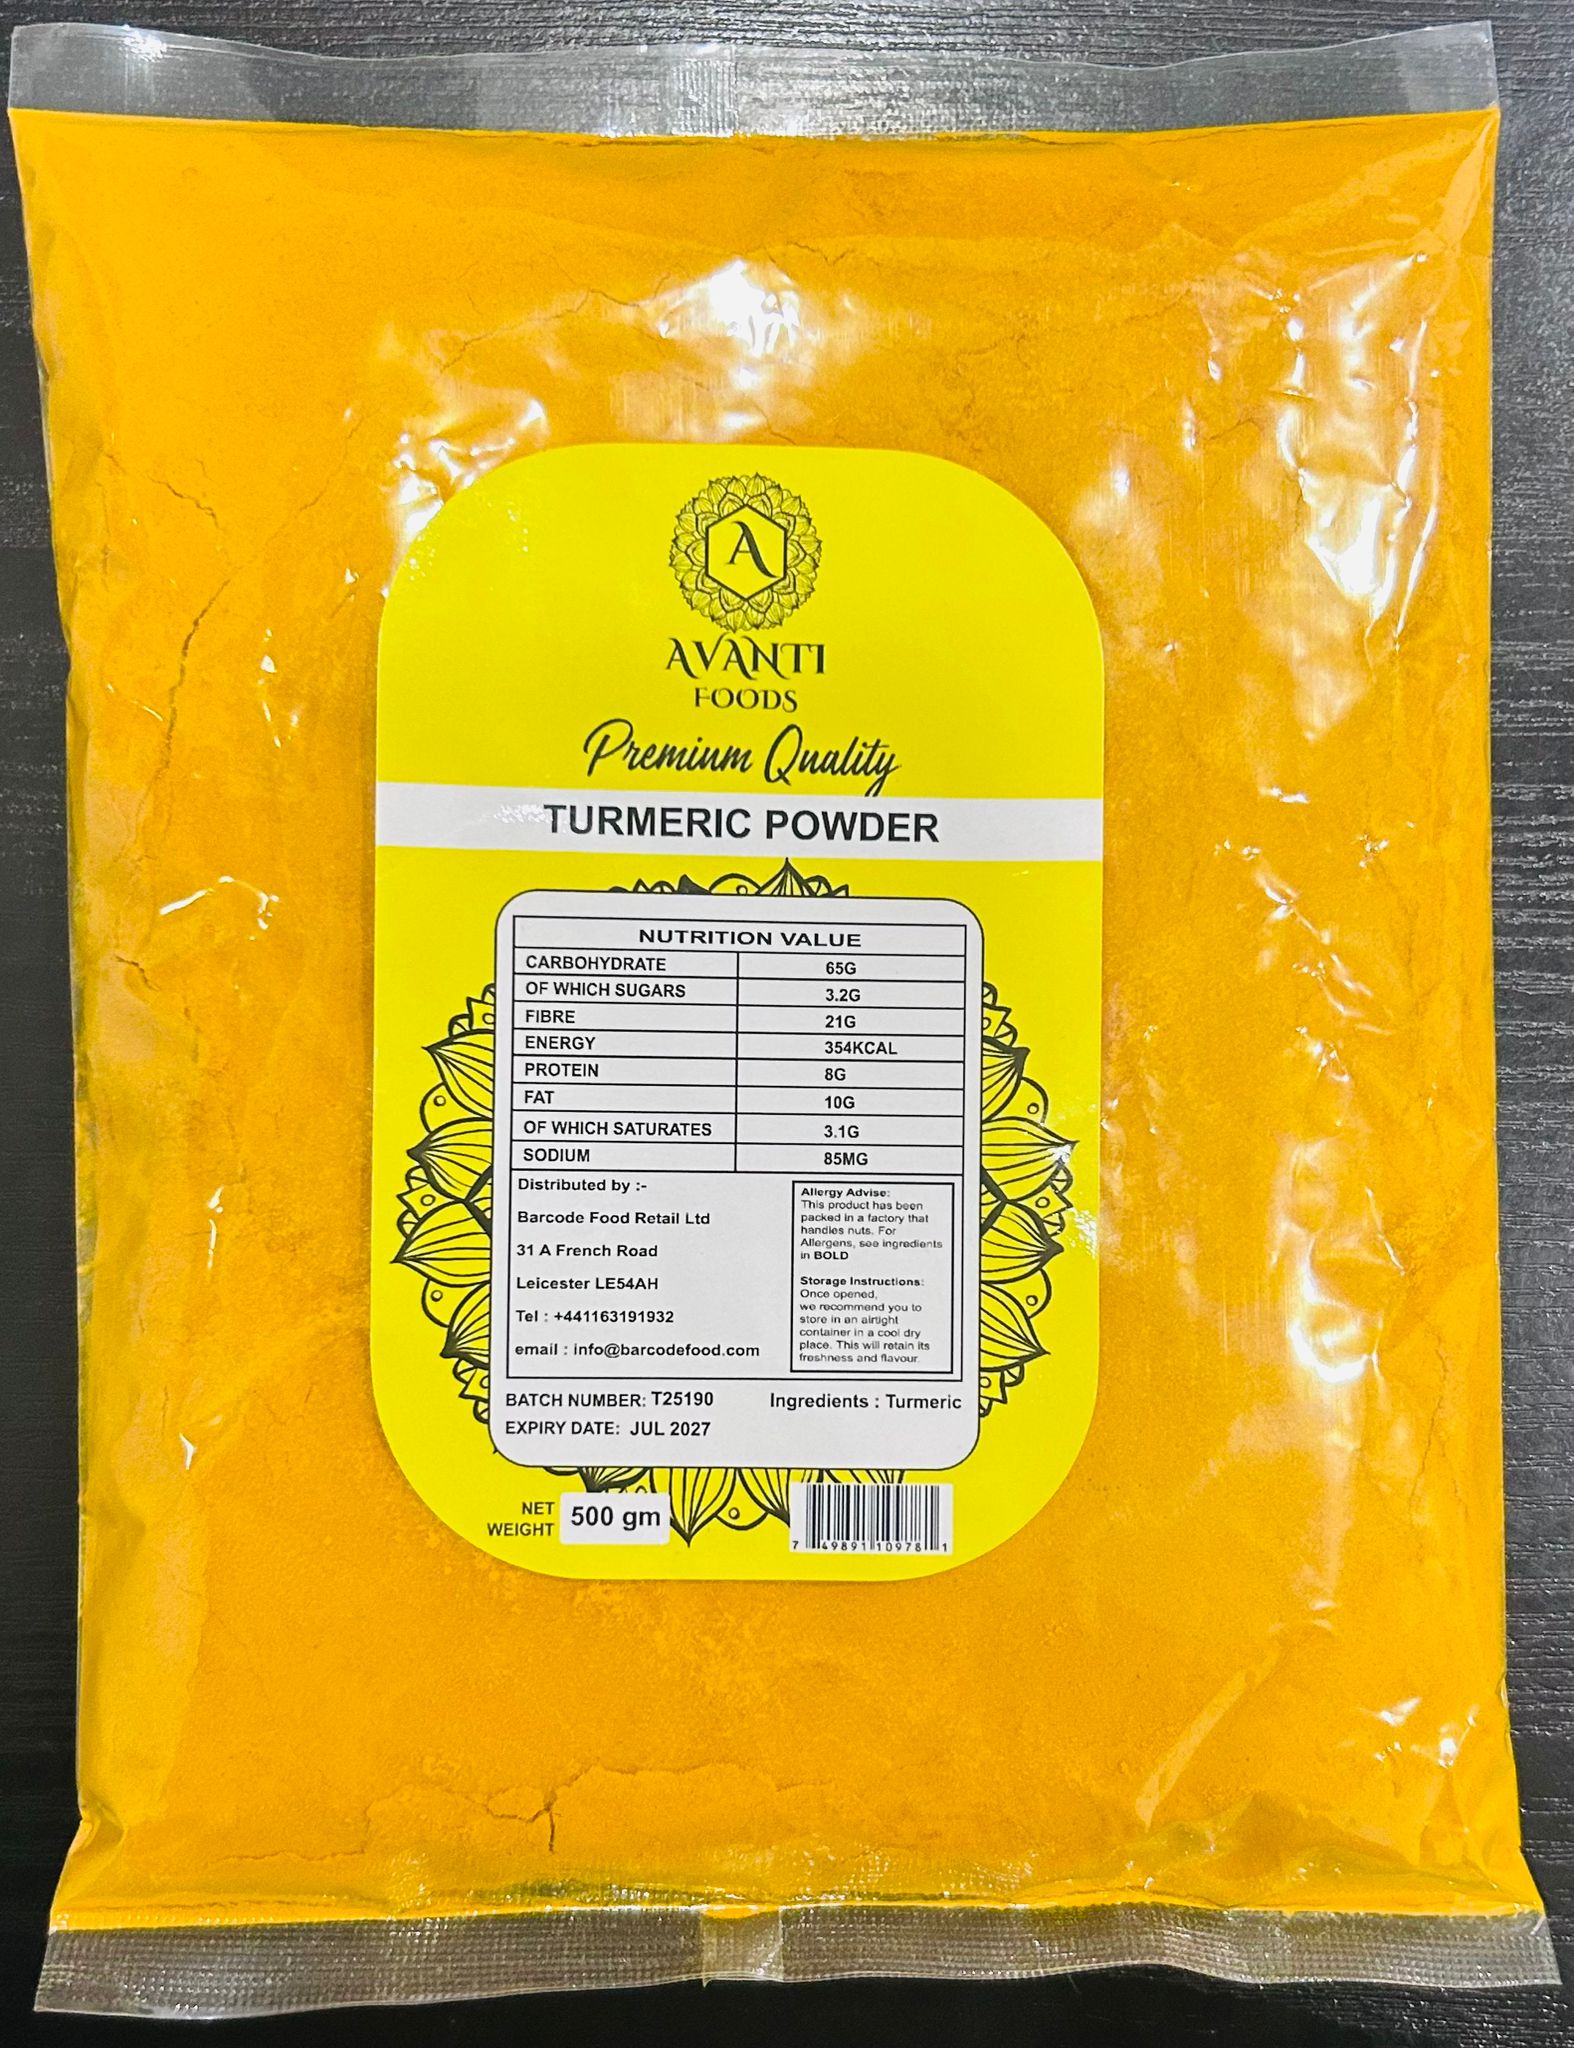 A
AVANTI
FOODS
Premium Quality
TURMERIC POWDER
NUTRITION VALUE
CARBOHYDRATE 65G
OF WHICH SUGARS 3.2G
FIBRE 21G
ENERGY 354KCAL
PROTEIN 8G
FAT 10G
OF WHICH SATURATES 3.1G
SODIUM 85MG
Distributed by :-
Barcode Food Retail Ltd
31 A French Road
Leicester LE54AH
Tel : +441163191932
email : info@barcodefood.com
Allergy Advise:
This product has been
packed in a factory that
handles nuts. For
Allergens, see ingredients
in BOLD
Storage Instructions:
Once opened,
we recommend you to
store in an airtight
container in a cool dry
place. This will retain its
freshness and flavour.
BATCH NUMBER: T25190
Ingredients : Turmeric
EXPIRY DATE: JUL 2027
NET
WEIGHT
500 gm
7 49891 10978 1